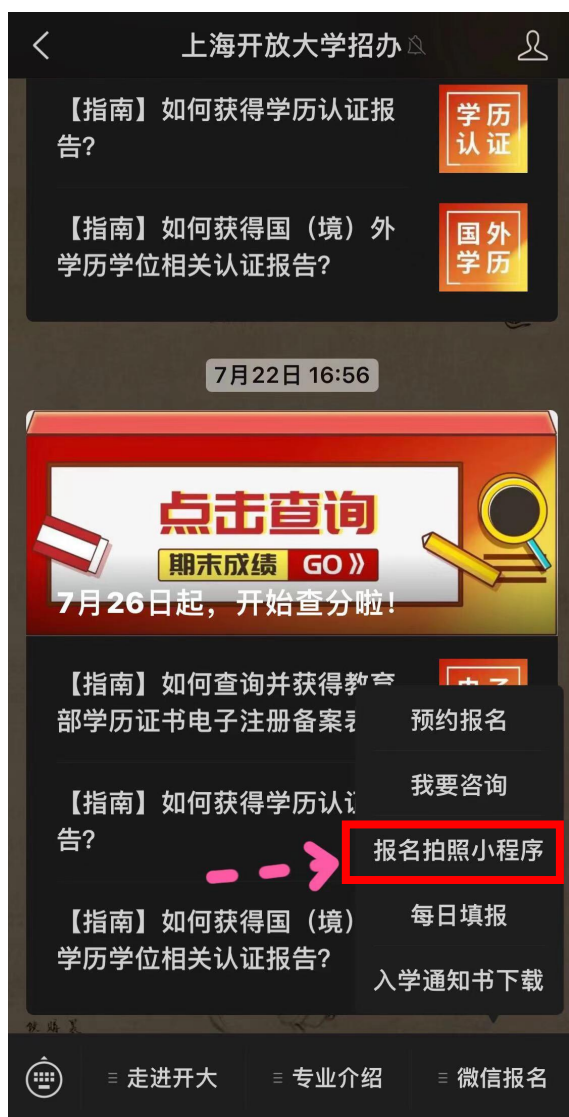 上海开放大学招办
【指南】如何获得学历认证报
告?
学历
认证
【指南】如何获得国（境）外
学历学位相关认证报告?
国外
学历
7月22日 16:56
点击查询
期末成绩 GO》
7月26日起，开始查分啦！
【指南】如何查询并获得教育
部学历证书电子注册备案表
电子
【指南】如何获得学历认证
告?
【指南】如何获得国（境）
学历学位相关认证报告?
预约报名
我要咨询
报名拍照小程序
每日填报
入学通知书下载
走进开大
专业介绍
微信报名